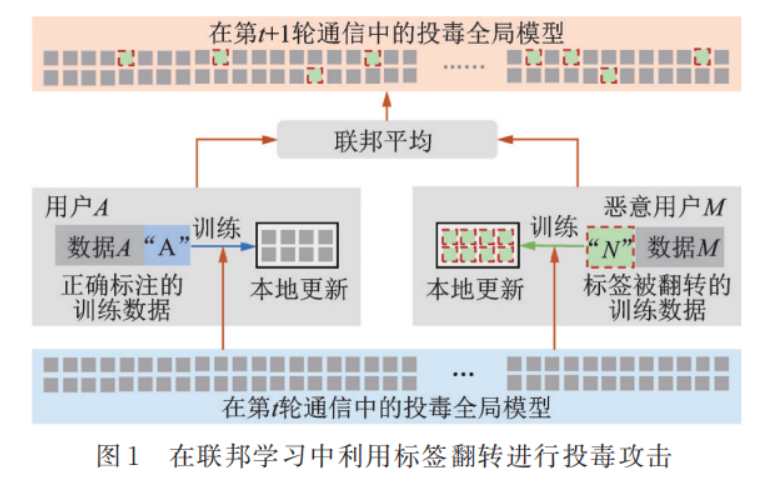 在第t+1轮通信中的投毒全局模型
······
联邦平均
用户A
数据A “A” 训练
正确标注的
训练数据
本地更新
恶意用户M
训练 “N” 数据M
本地更新
标签被翻转的
训练数据
···
在第t轮通信中的投毒全局模型
图1 在联邦学习中利用标签翻转进行投毒攻击